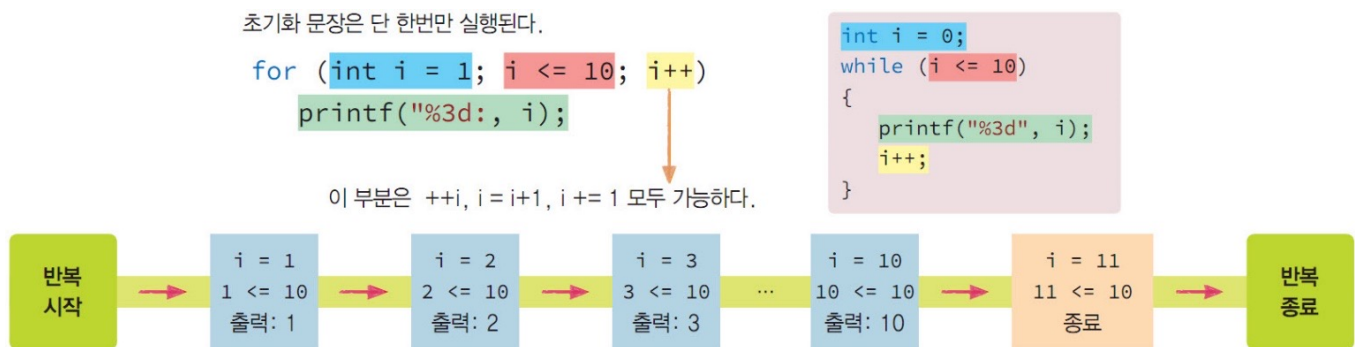 초기화 문장은 단 한번만 실행된다.
for (int i = 1; i <= 10; i++)
printf("%3d:, i);
이 부분은 ++i, i = i+1, i += 1 모두 가능하다.
int i = 0;
while (i <= 10)
{
printf("%3d", i);
i++;
}
반복
시작
i = 1
1 <= 10
출력: 1
i = 2
2 <= 10
출력: 2
i = 3
3 <= 10
출력: 3
...
i = 10
10 <= 10
출력: 10
i = 11
11 <= 10
종료
반복
종료